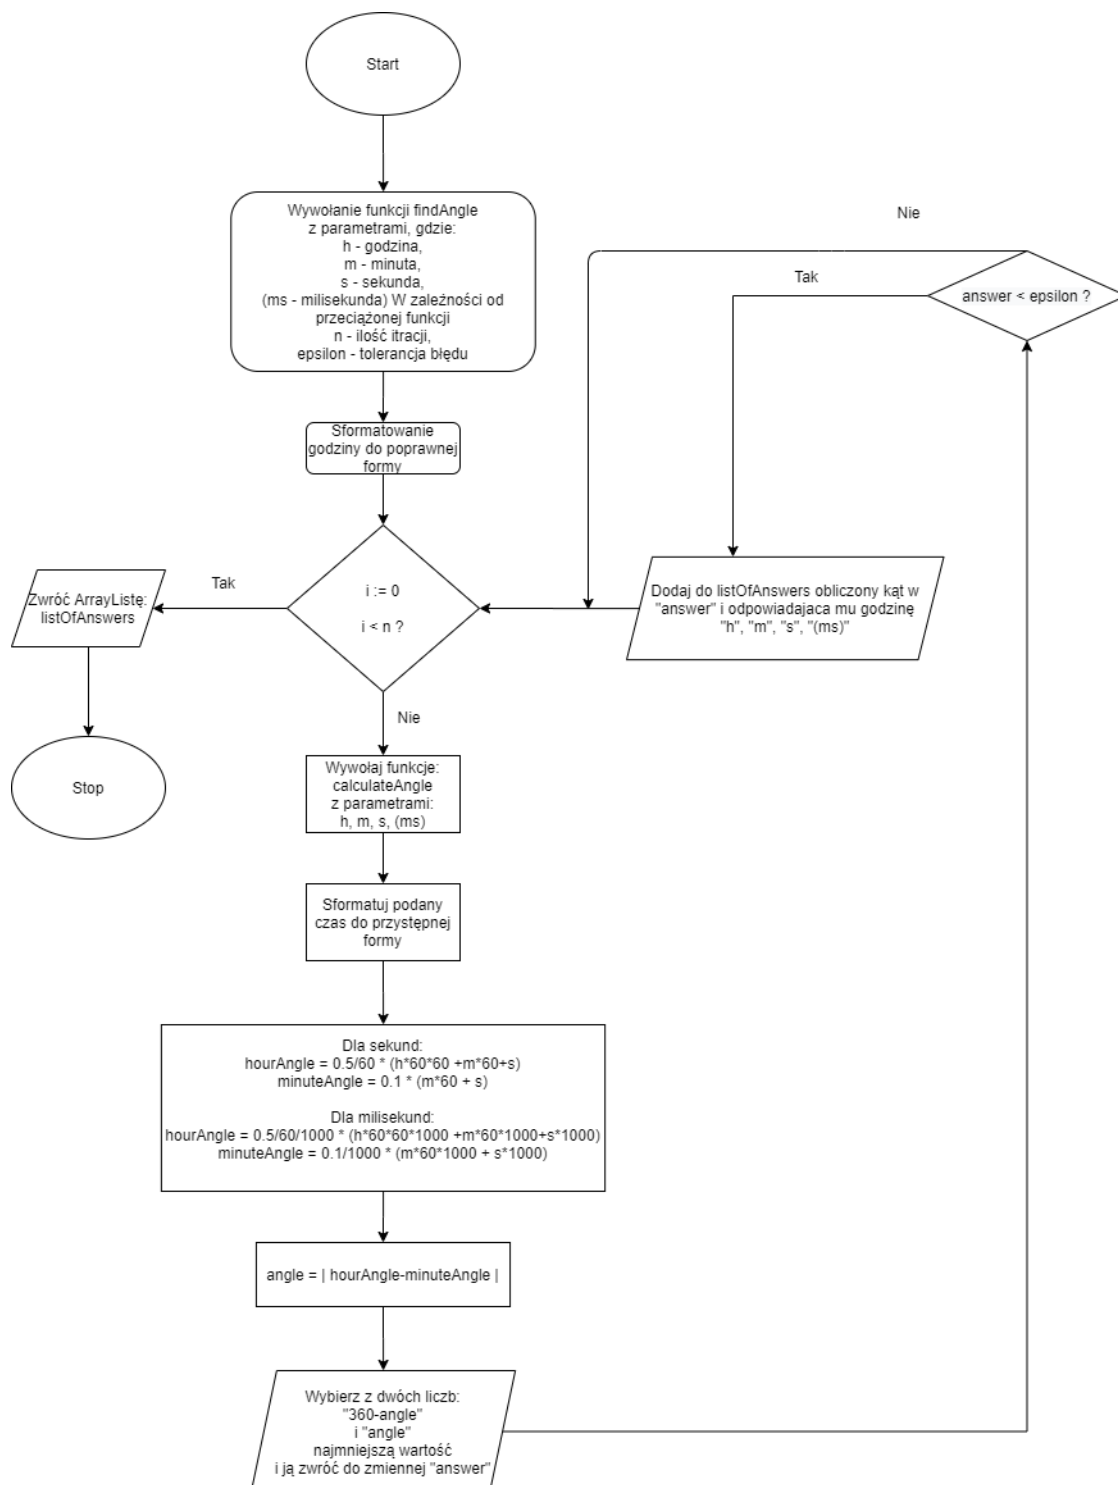 Start
Wywołanie funkcji findAngle
z parametrami, gdzie:
h - godzina,
m - minuta,
s - sekunda,
(ms - milisekunda) W zależności od
przeciążonej funkcji
n - ilość itracji,
epsilon - tolerancja błędu
Sformatowanie
godziny do poprawnej
formy
i := 0
i < n ?
Tak
Zwróć ArrayListę:
listOfAnswers
Stop
Nie
Wywołaj funkcje:
calculateAngle
z parametrami:
h, m, s, (ms)
Sformatuj podany
czas do przystępnej
formy
Dla sekund:
hourAngle = 0.5/60 * (h*60*60 +m*60+s)
minuteAngle = 0.1 * (m*60 + s)
Dla milisekund:
hourAngle = 0.5/60/1000 * (h*60*60*1000 +m*60*1000+s*1000)
minuteAngle = 0.1/1000 * (m*60*1000 + s*1000)
angle = | hourAngle-minuteAngle |
Wybierz z dwóch liczb:
"360-angle"
i "angle"
najmniejszą wartość
i ją zwróć do zmiennej "answer"
answer < epsilon ?
Nie
Tak
Dodaj do listOfAnswers obliczony kąt w
"answer" i odpowiadajaca mu godzinę
"h", "m", "s", "(ms)"